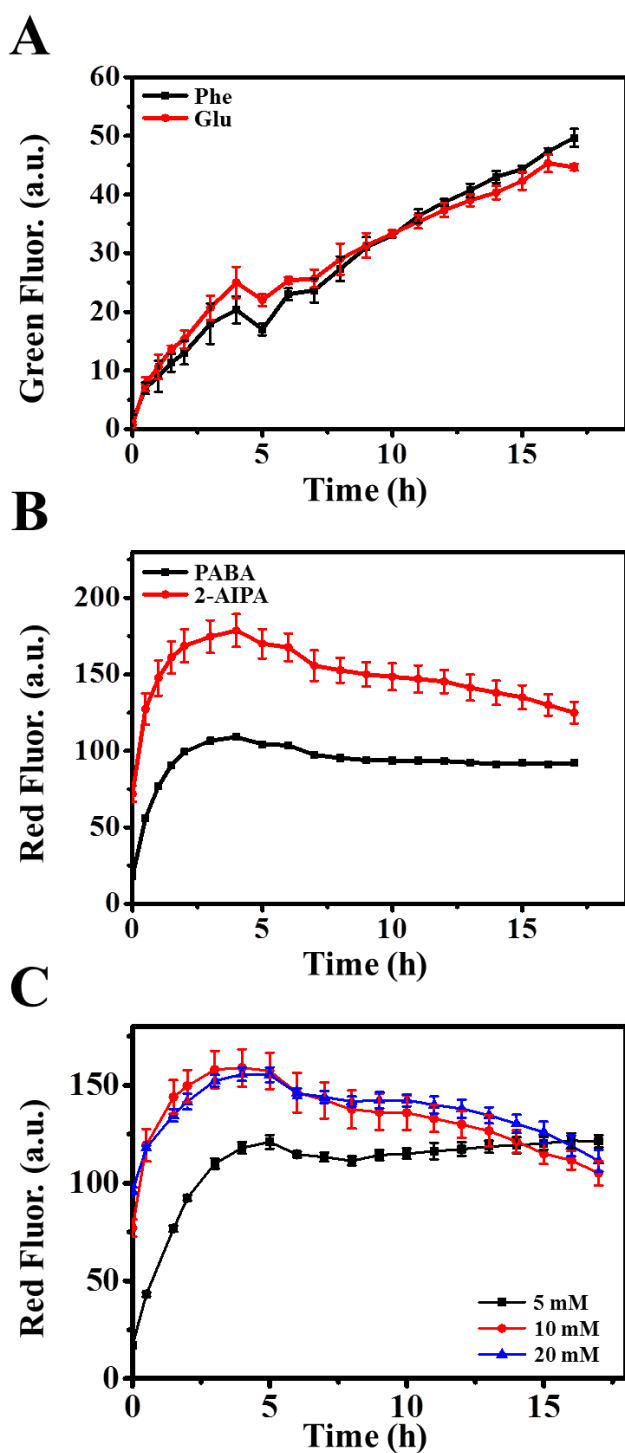 A
60
Phe
Glu
50
40
30
20
10
0
Green Fluor. (a.u.)
0 5 10 15
Time (h)
B
PABA
2-AIPA
200
150
100
50
0
Red Fluor. (a.u.)
0 5 10 15
Time (h)
C
150
100
50
0
Red Fluor. (a.u.)
5 mM
10 mM
20 mM
0 5 10 15
Time (h)